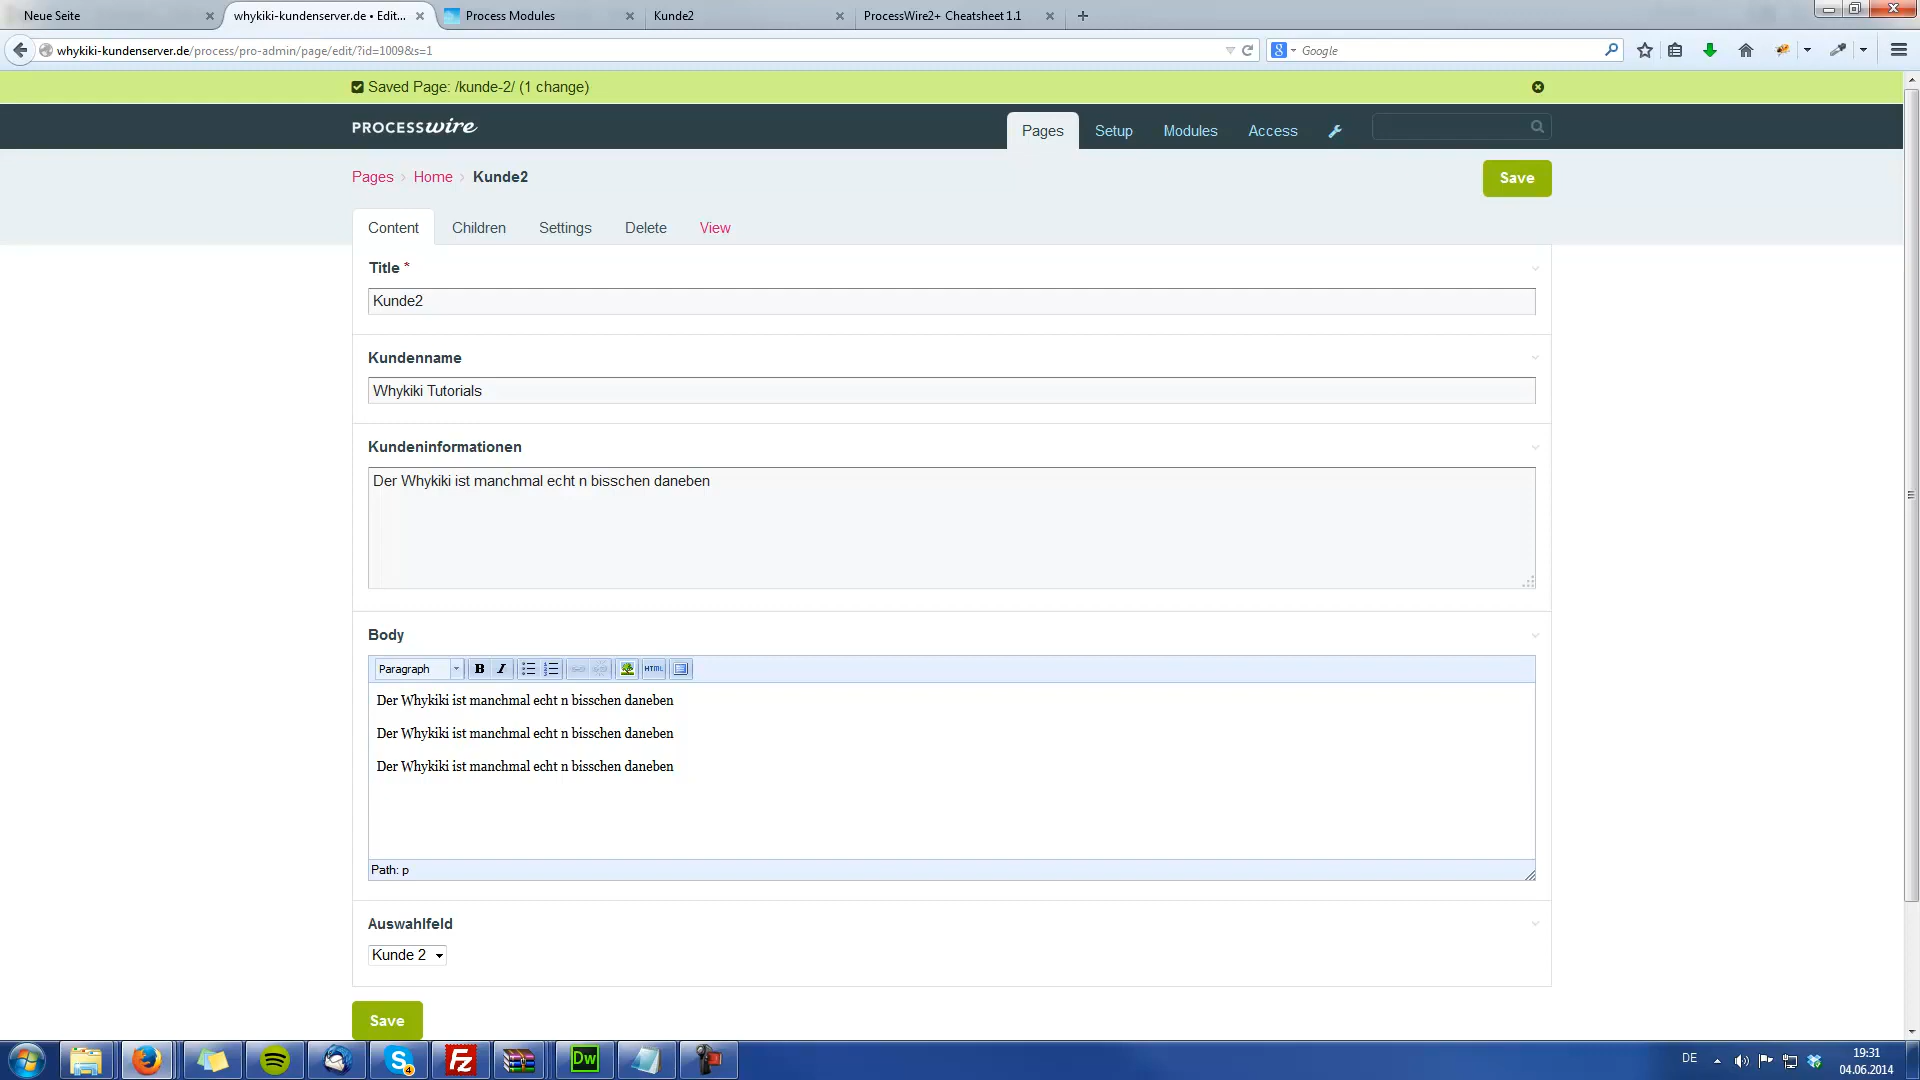 Neue Seite
whykiki-kundenserver.de • Edit...
Process Modules
Kunde2
ProcessWire2+ Cheatsheet 1.1
whykiki-kundenserver.de/process/pro-admin/page/edit/?id=1009&s=1
Google
Saved Page: /kunde-2/ (1 change)
PROCESSwire
Pages
Setup
Modules
Access
Pages › Home › Kunde2
Save
Content
Children
Settings
Delete
View
Title *
Kunde2
Kundenname
Whykiki Tutorials
Kundeninformationen
Der Whykiki ist manchmal echt n bisschen daneben
Body
Paragraph
B
I
HTML
Der Whykiki ist manchmal echt n bisschen daneben
Der Whykiki ist manchmal echt n bisschen daneben
Der Whykiki ist manchmal echt n bisschen daneben
Path: p
Auswahlfeld
Kunde 2
Save
Dw
DE
19:31
04.06.2014